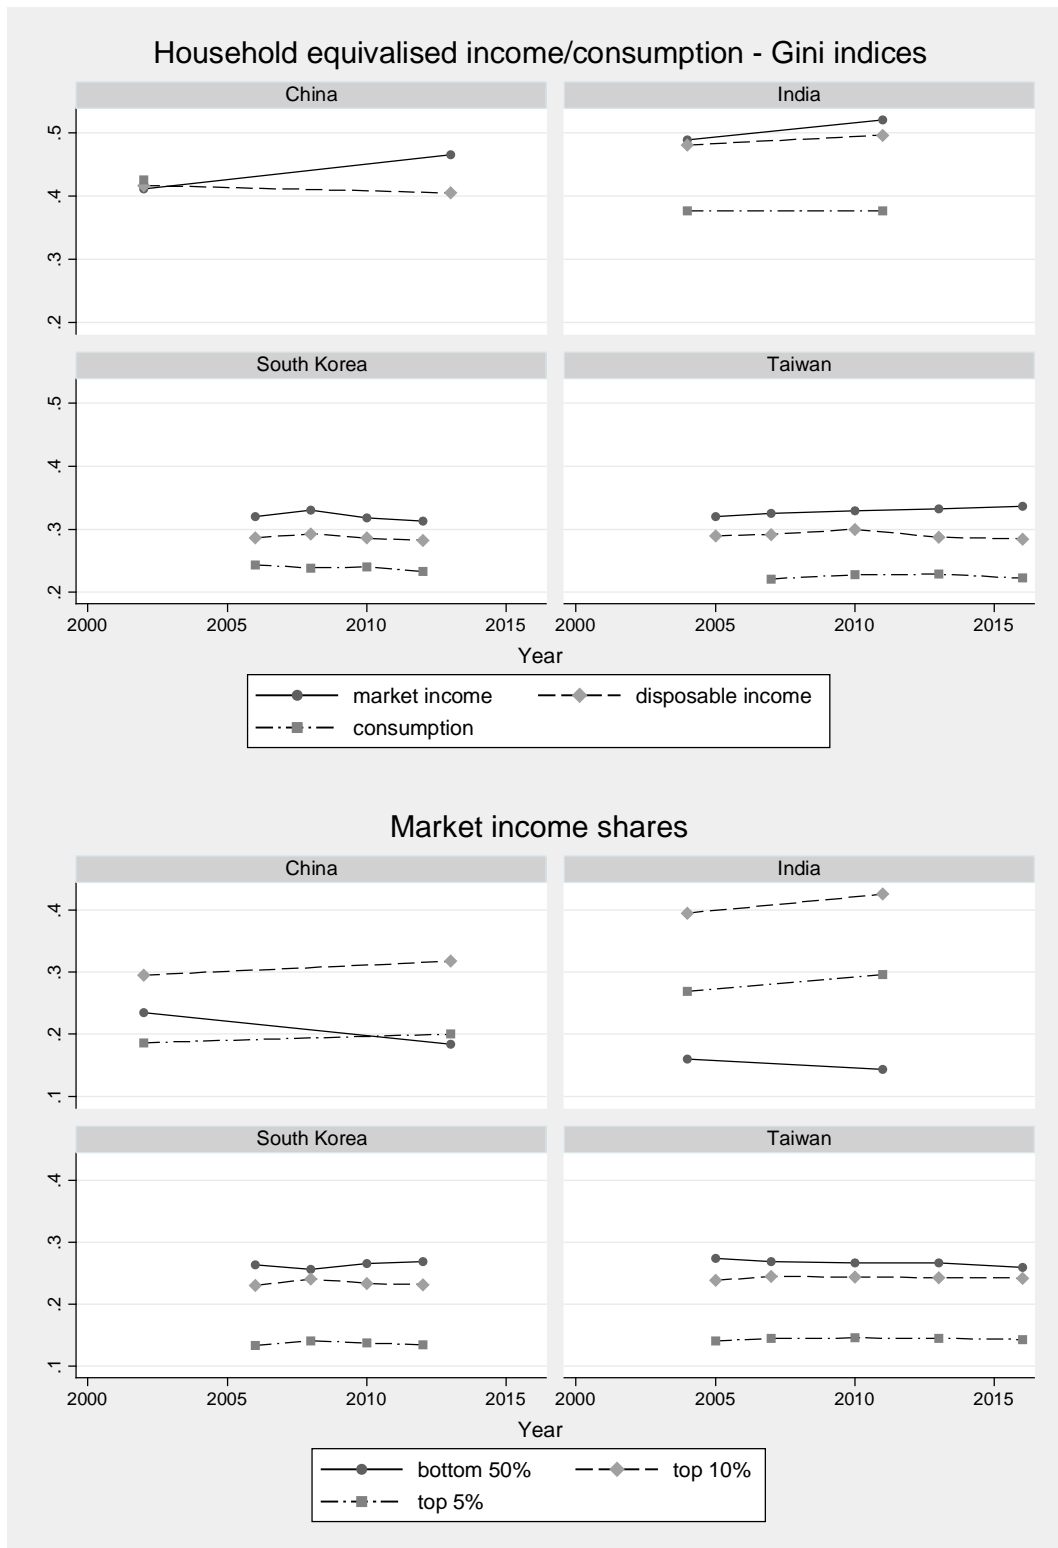 Household equivalised income/consumption - Gini indices
China India
.5
.4
.3
.2
South Korea Taiwan
.5
.4
.3
.2
2000 2005 2010 2015 2000 2005 2010 2015
Year
market income disposable income
consumption
Market income shares
China India
.4
.3
.2
.1
South Korea Taiwan
.4
.3
.2
.1
2000 2005 2010 2015 2000 2005 2010 2015
Year
bottom 50% top 10%
top 5%